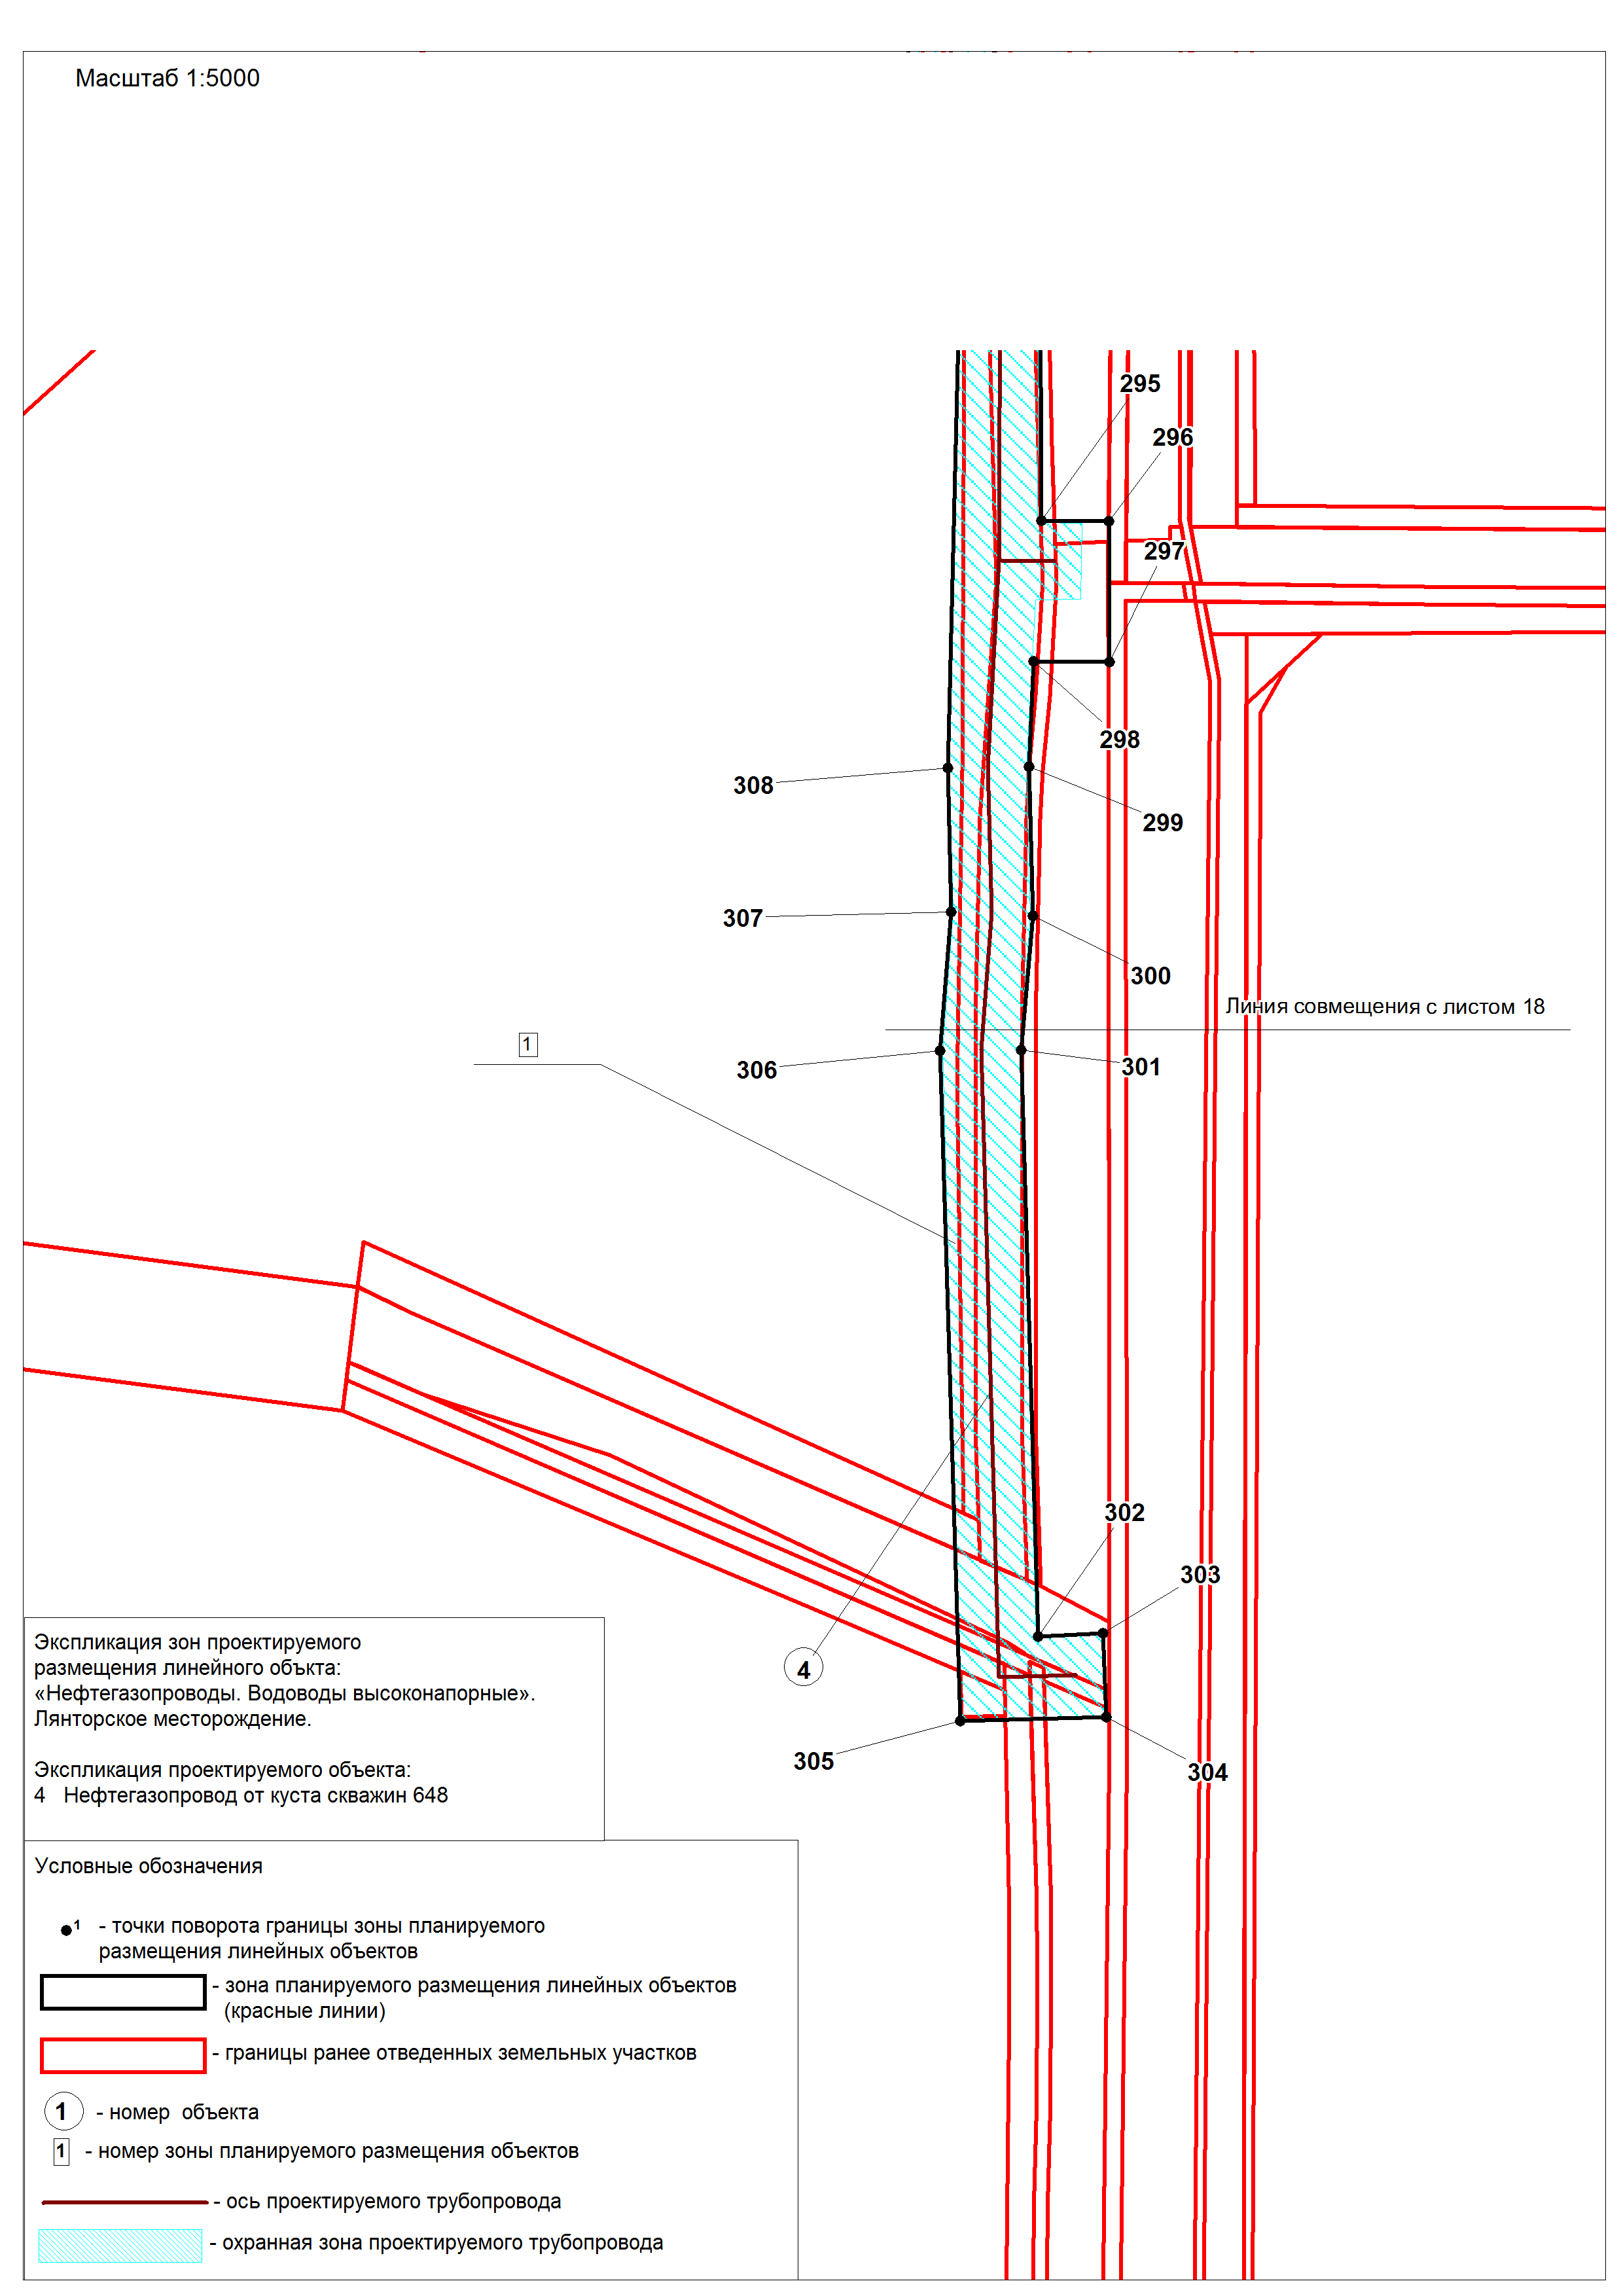 Масштаб 1:5000
295
296
297
298
308
299
307
300
Линия совмещения с листом 18
1
306
301
302
303
4
305
304
Экспликация зон проектируемого
размещения линейного объкта:
«Нефтегазопроводы. Водоводы высоконапорные».
Лянторское месторождение.
Экспликация проектируемого объекта:
4 Нефтегазопровод от куста скважин 648
Условные обозначения
1 - точки поворота границы зоны планируемого
размещения линейных объектов
- зона планируемого размещения линейных объектов
(красные линии)
- границы ранее отведенных земельных участков
1 - номер объекта
1 - номер зоны планируемого размещения объектов
- ось проектируемого трубопровода
- охранная зона проектируемого трубопровода